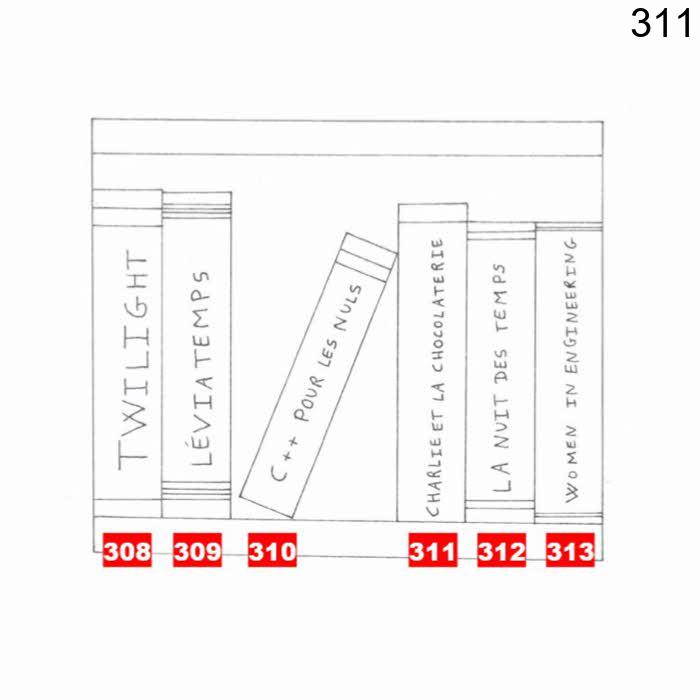 311
TWILIGHT
LÉVIATEMPS
C++ POUR LES NULS
CHARLIE ET LA CHOCOLATERIE
LA NUIT DES TEMPS
WOMEN IN ENGINEERING
308 309 310 311 312 313